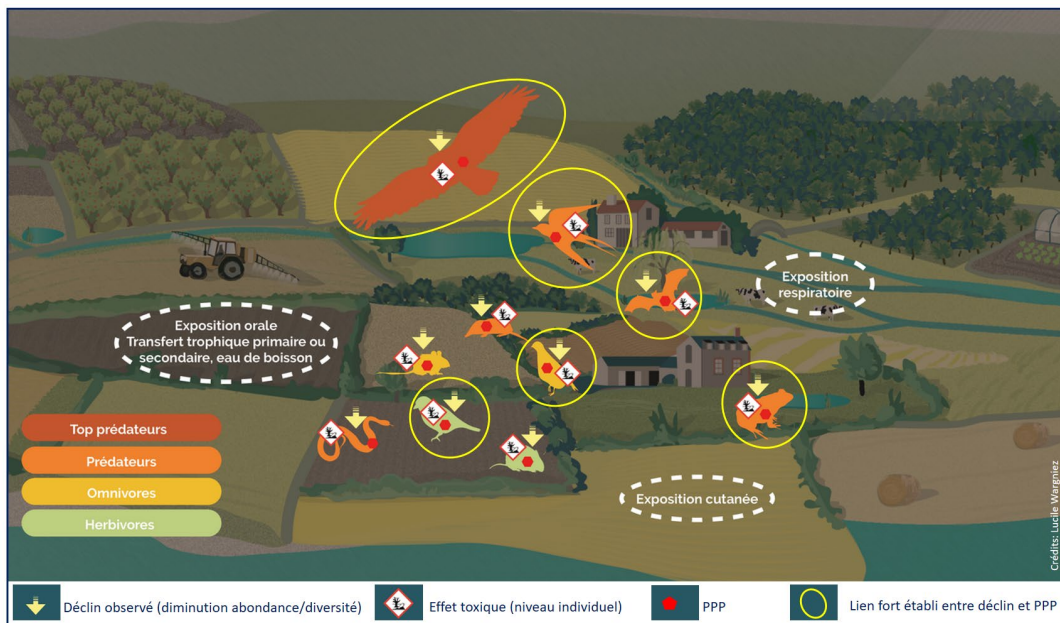 Exposition
respiratoire
Exposition orale
Transfert trophique primaire ou
secondaire, eau de boisson
Top prédateurs
Prédateurs
Omnivores
Herbivores
Exposition cutanée
Crédits: Lucile Wargniez
Déclin observé (diminution abondance/diversité)
Effet toxique (niveau individuel)
PPP
Lien fort établi entre déclin et PPP